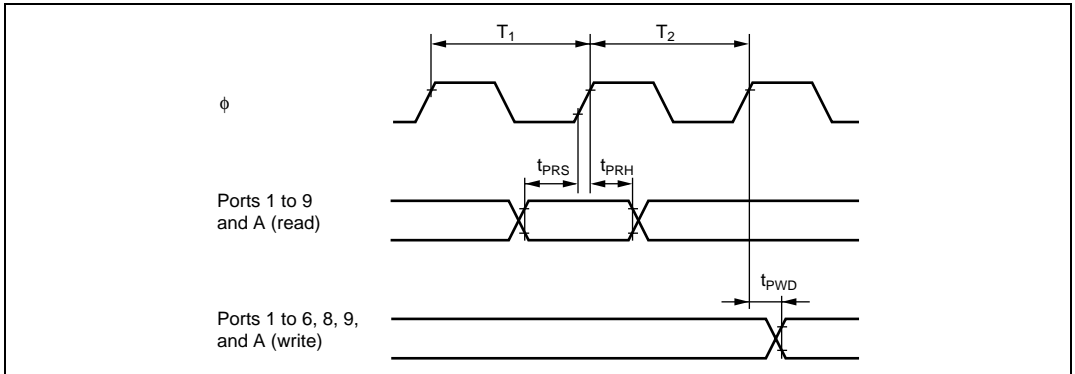 T₁ T₂
ϕ
tPRS tPRH
Ports 1 to 9
and A (read)
tPWD
Ports 1 to 6, 8, 9,
and A (write)